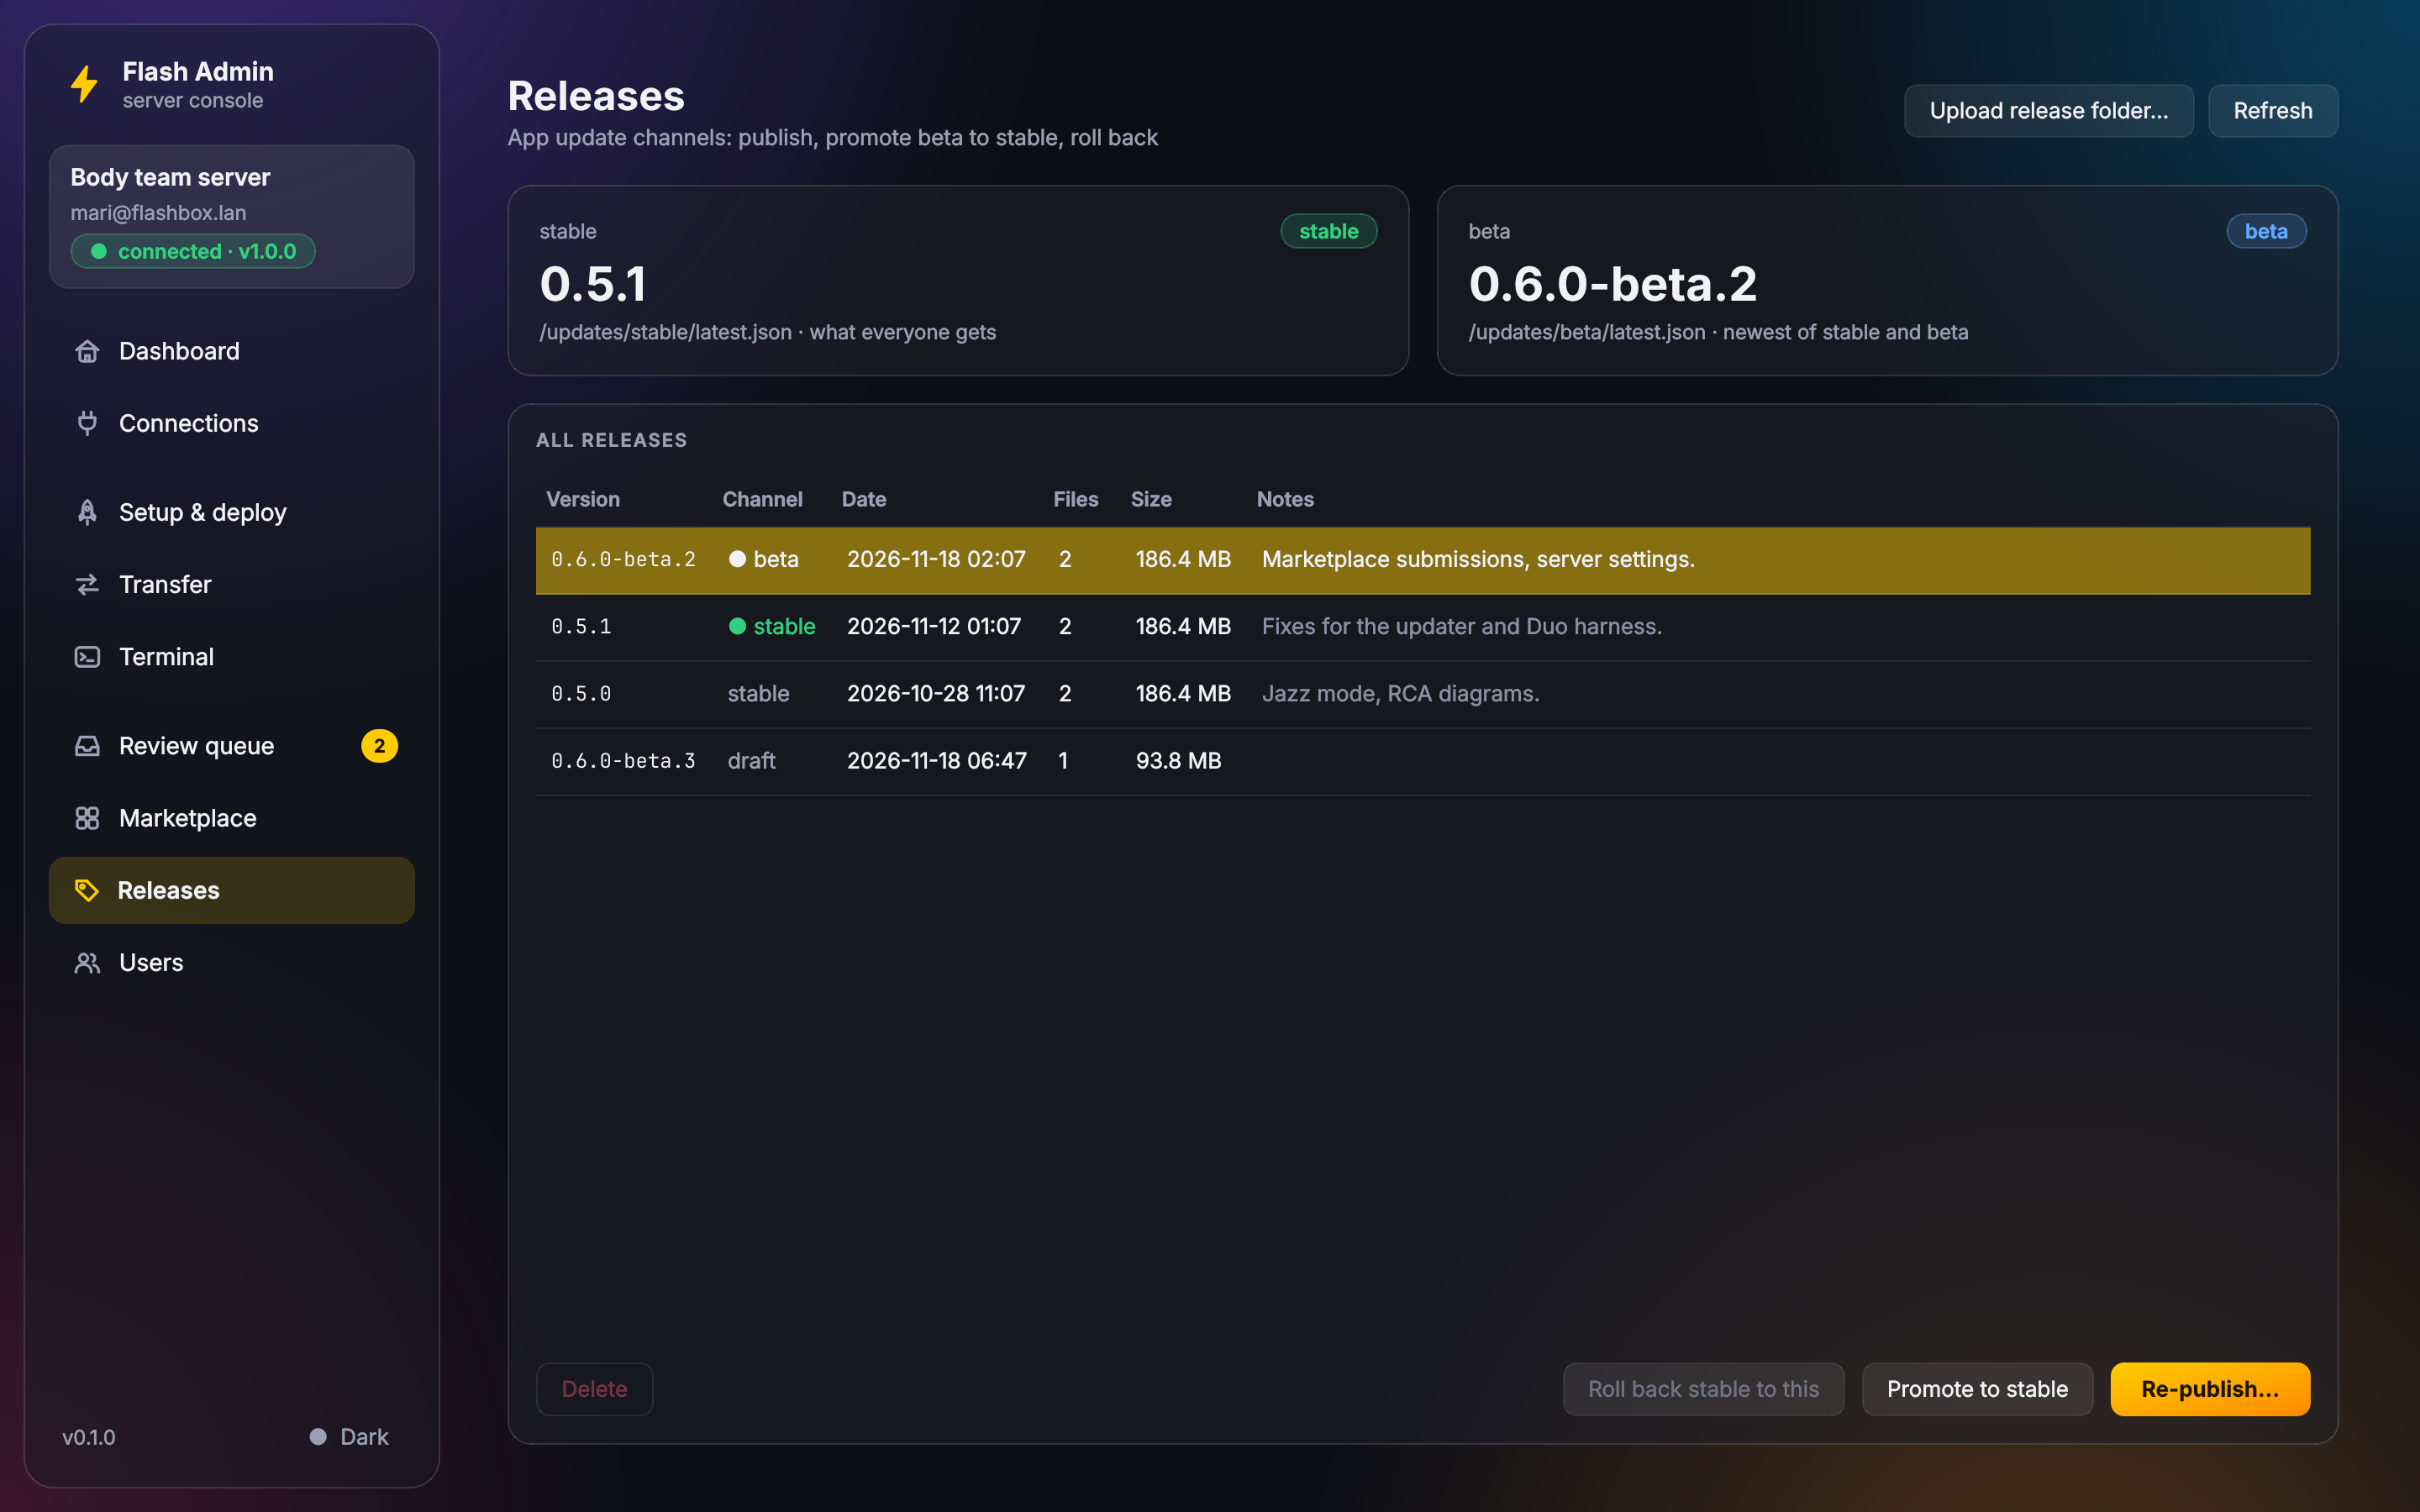 Flash Admin
server console
Body team server
mari@flashbox.lan
connected · v1.0.0
Dashboard
Connections
Setup & deploy
Transfer
Terminal
Review queue 2
Marketplace
Releases
Users
v0.1.0 Dark
Releases
App update channels: publish, promote beta to stable, roll back
Upload release folder... Refresh
stable stable
0.5.1
/updates/stable/latest.json · what everyone gets
beta beta
0.6.0-beta.2
/updates/beta/latest.json · newest of stable and beta
ALL RELEASES
Version Channel Date Files Size Notes
0.6.0-beta.2 beta 2026-11-18 02:07 2 186.4 MB Marketplace submissions, server settings.
0.5.1 stable 2026-11-12 01:07 2 186.4 MB Fixes for the updater and Duo harness.
0.5.0 stable 2026-10-28 11:07 2 186.4 MB Jazz mode, RCA diagrams.
0.6.0-beta.3 draft 2026-11-18 06:47 1 93.8 MB
Delete Roll back stable to this Promote to stable Re-publish...